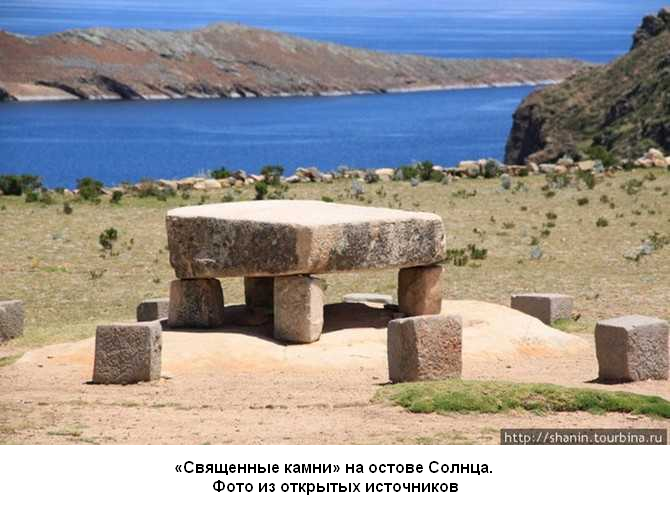 http://shanin.tourbina.ru
«Священные камни» на остове Солнца.
Фото из открытых источников